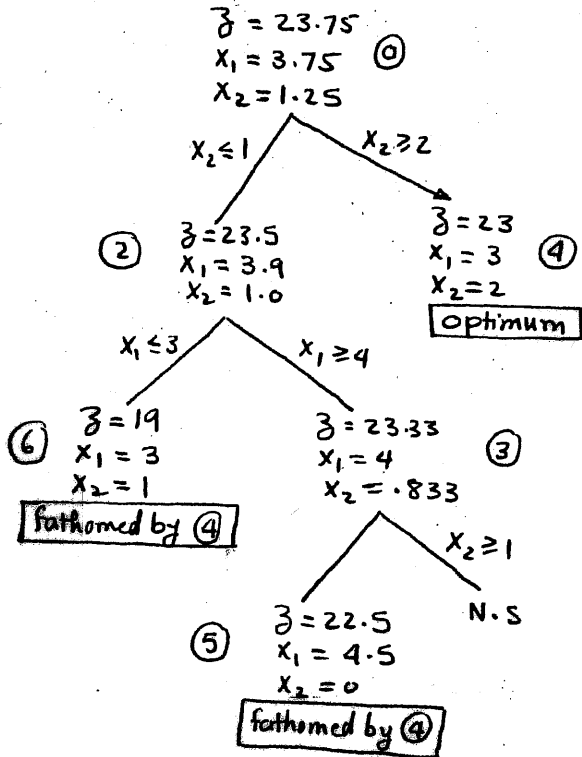 z = 23.75
x₁ = 3.75
x₂ = 1.25
⓪
x₂ ≤ 1
x₂ ≥ 2
②
z = 23.5
x₁ = 3.9
x₂ = 1.0
z = 23
x₁ = 3
x₂ = 2
④
optimum
x₁ ≤ 3
x₁ ≥ 4
⑥
z = 19
x₁ = 3
x₂ = 1
fathomed by ④
z = 23.33
x₁ = 4
x₂ = .833
③
x₂ ≥ 1
N.S
⑤
z = 22.5
x₁ = 4.5
x₂ = 0
fathomed by ④